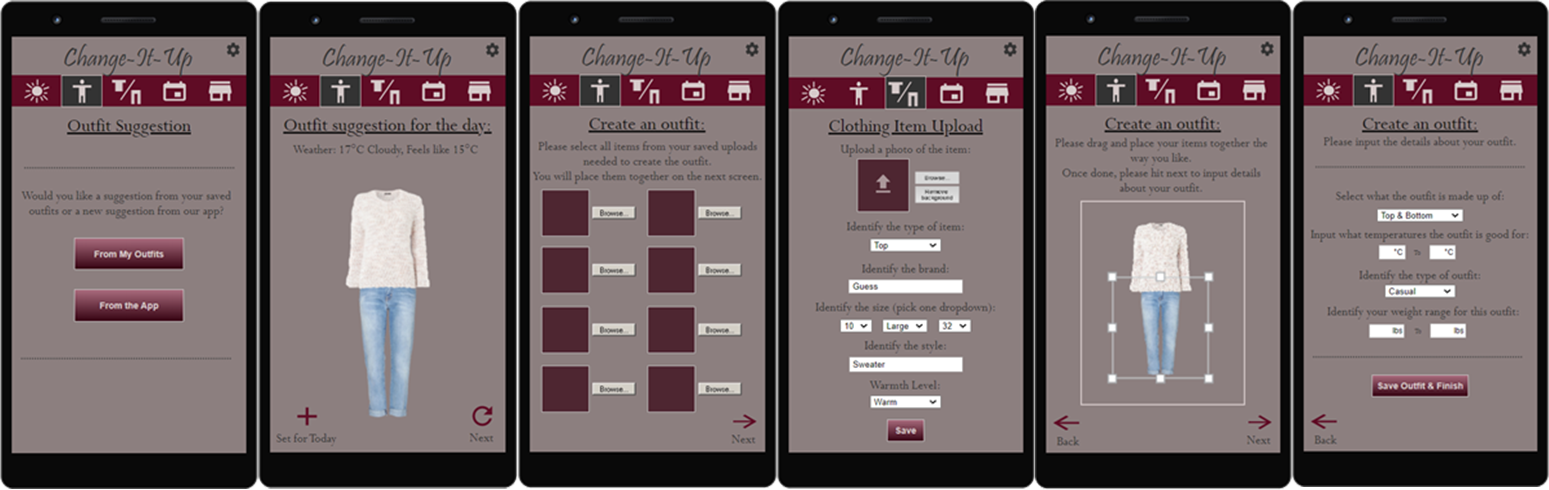 Change-It-Up
Outfit Suggestion
Would you like a suggestion from your saved
outfits or a new suggestion from our app?
From My Outfits
From the App
Change-It-Up
Outfit suggestion for the day:
Weather: 17°C Cloudy, Feels like 15°C
Set for Today
Next
Change-It-Up
Create an outfit:
Please select all items from your saved uploads
needed to create the outfit.
You will place them together on the next screen.
Browse... Browse...
Browse... Browse...
Browse... Browse...
Browse... Browse...
Next
Change-It-Up
Clothing Item Upload
Upload a photo of the item:
Browse...
Remove
background
Identify the type of item:
Top
Identify the brand:
Guess
Identify the size (pick one dropdown):
10 Large 32
Identify the style:
Sweater
Warmth Level:
Warm
Save
Change-It-Up
Create an outfit:
Please drag and place your items together the
way you like.
Once done, please hit next to input details
about your outfit.
Back
Next
Change-It-Up
Create an outfit:
Please input the details about your outfit.
Select what the outfit is made up of:
Top & Bottom
Input what temperatures the outfit is good for:
°C To °C
Identify the type of outfit:
Casual
Identify your weight range for this outfit:
lbs To lbs
Save Outfit & Finish
Back